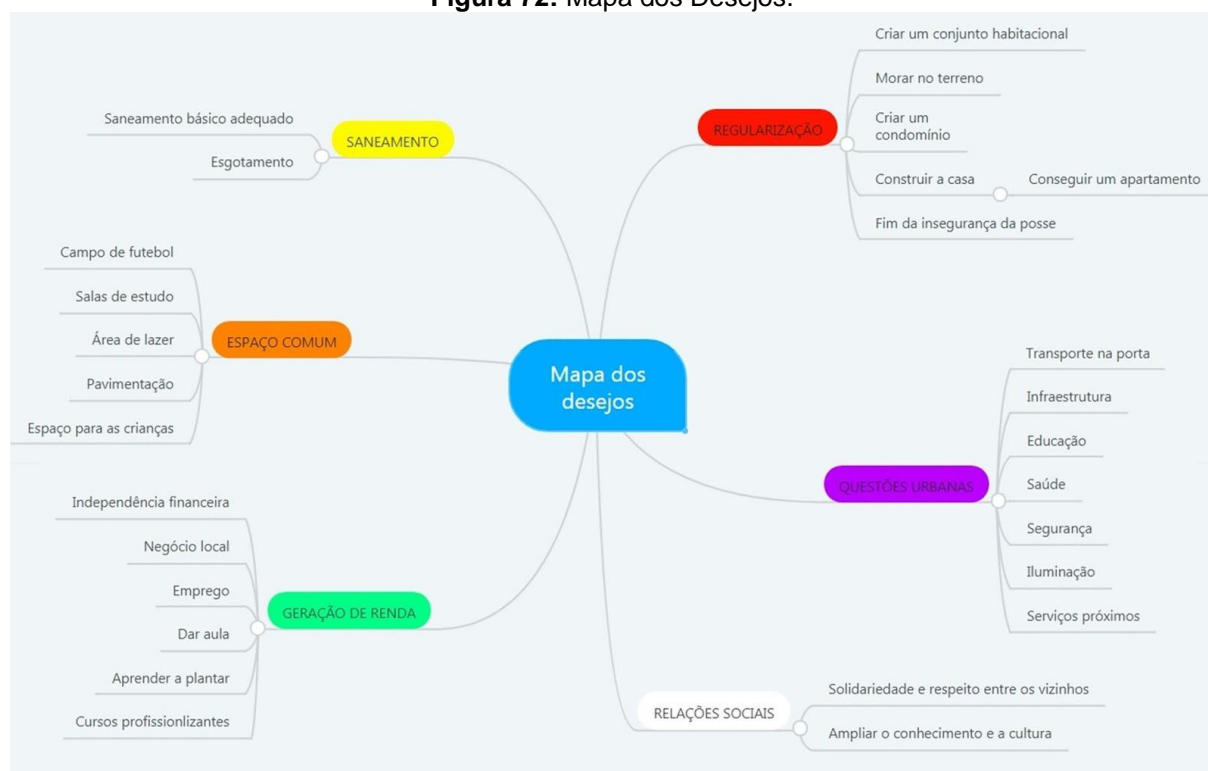 Figura 72: Mapa dos Desejos.
Mapa dos
desejos
SANEAMENTO
Saneamento básico adequado
Esgotamento
ESPAÇO COMUM
Campo de futebol
Salas de estudo
Área de lazer
Pavimentação
Espaço para as crianças
GERAÇÃO DE RENDA
Independência financeira
Negócio local
Emprego
Dar aula
Aprender a plantar
Cursos profissionlizantes
REGULARIZAÇÃO
Criar um conjunto habitacional
Morar no terreno
Criar um
condomínio
Construir a casa
Conseguir um apartamento
Fim da insegurança da posse
QUESTÕES URBANAS
Transporte na porta
Infraestrutura
Educação
Saúde
Segurança
Iluminação
Serviços próximos
RELAÇÕES SOCIAIS
Solidariedade e respeito entre os vizinhos
Ampliar o conhecimento e a cultura